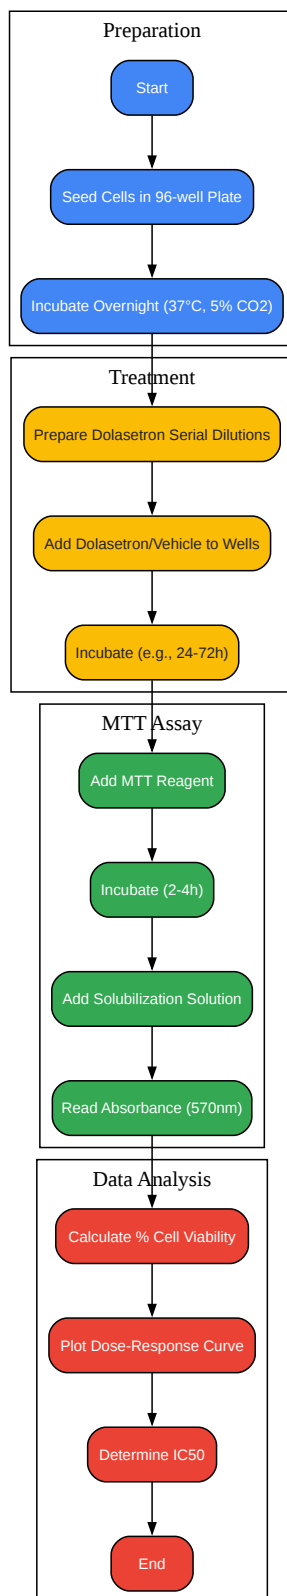 Preparation
Start
Seed Cells in 96-well Plate
Incubate Overnight (37°C, 5% CO2)
Treatment
Prepare Dolasetron Serial Dilutions
Add Dolasetron/Vehicle to Wells
Incubate (e.g., 24-72h)
MTT Assay
Add MTT Reagent
Incubate (2-4h)
Add Solubilization Solution
Read Absorbance (570nm)
Data Analysis
Calculate % Cell Viability
Plot Dose-Response Curve
Determine IC50
End